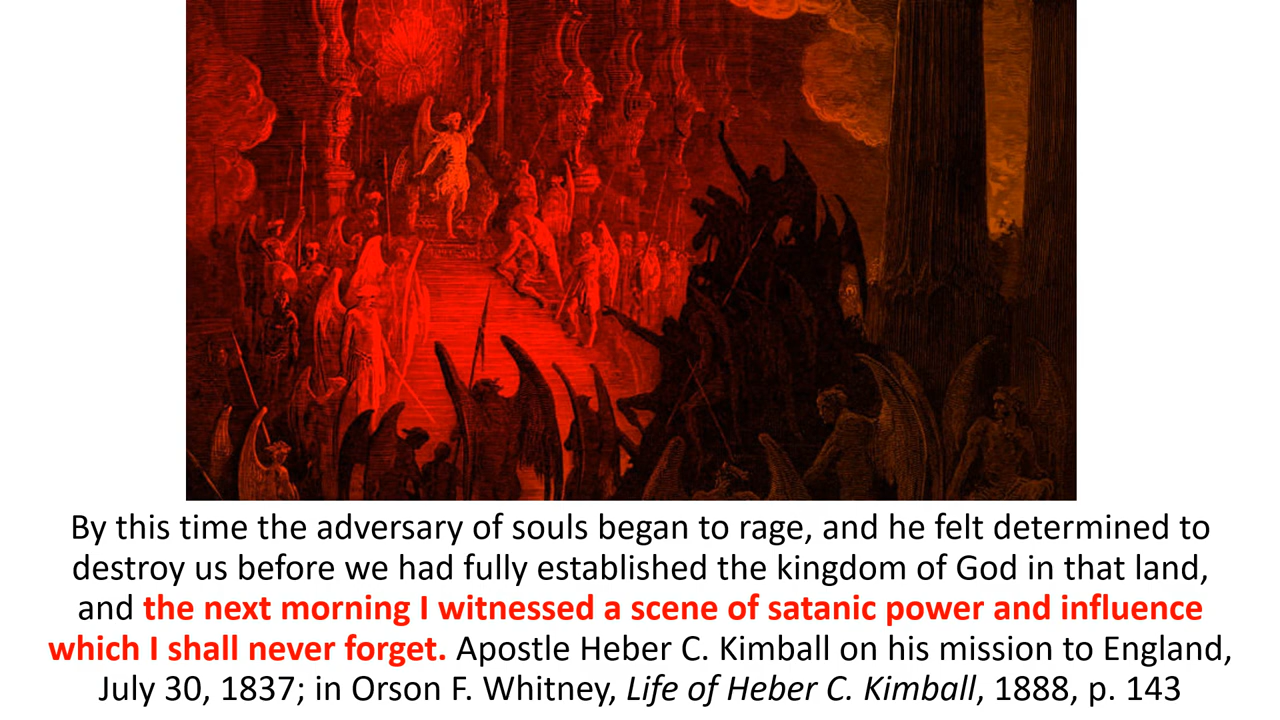 By this time the adversary of souls began to rage, and he felt determined to
destroy us before we had fully established the kingdom of God in that land,
and the next morning I witnessed a scene of satanic power and influence
which I shall never forget. Apostle Heber C. Kimball on his mission to England,
July 30, 1837; in Orson F. Whitney, Life of Heber C. Kimball, 1888, p. 143